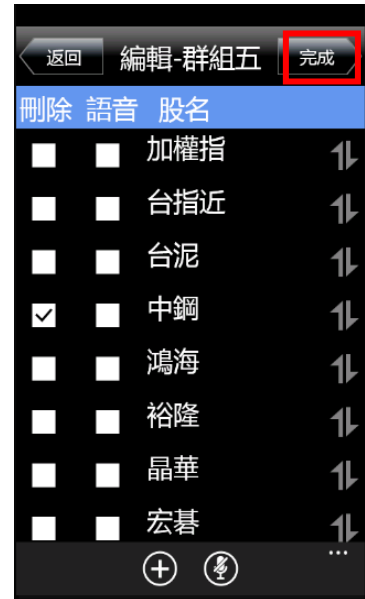 返回 編輯-群組五 完成
刪除 語音 股名
加權指
台指近
台泥
中鋼
鴻海
裕隆
晶華
宏碁